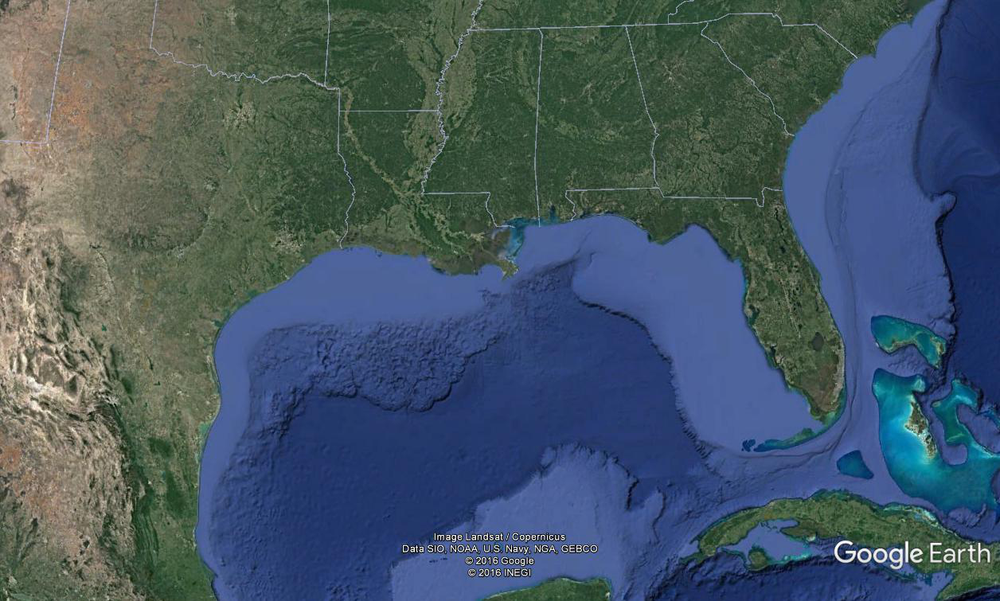 Image Landsat / Copernicus
Data SIO, NOAA, U.S. Navy, NGA, GEBCO
© 2016 Google
© 2016 INEGI
Google Earth